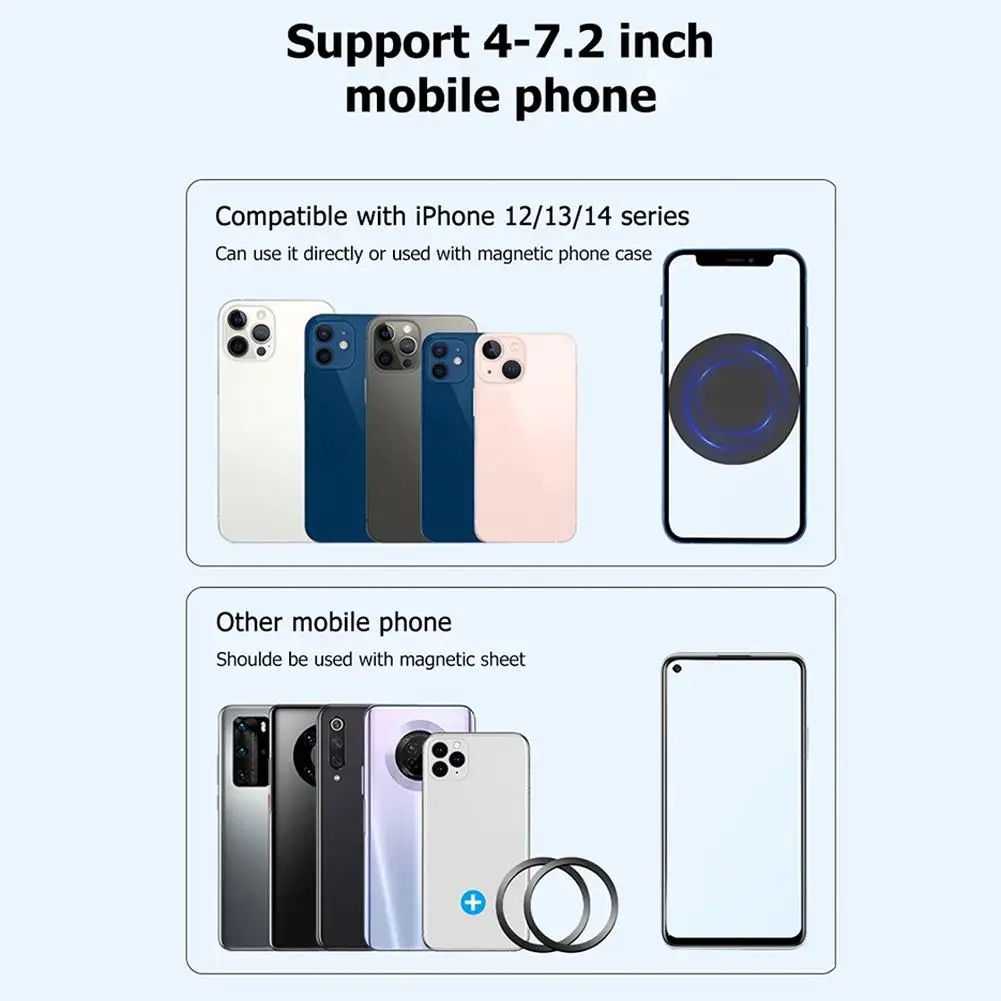 Support 4-7.2 inch
mobile phone
Compatible with iPhone 12/13/14 series
Can use it directly or used with magnetic phone case
Other mobile phone
Shoulde be used with magnetic sheet